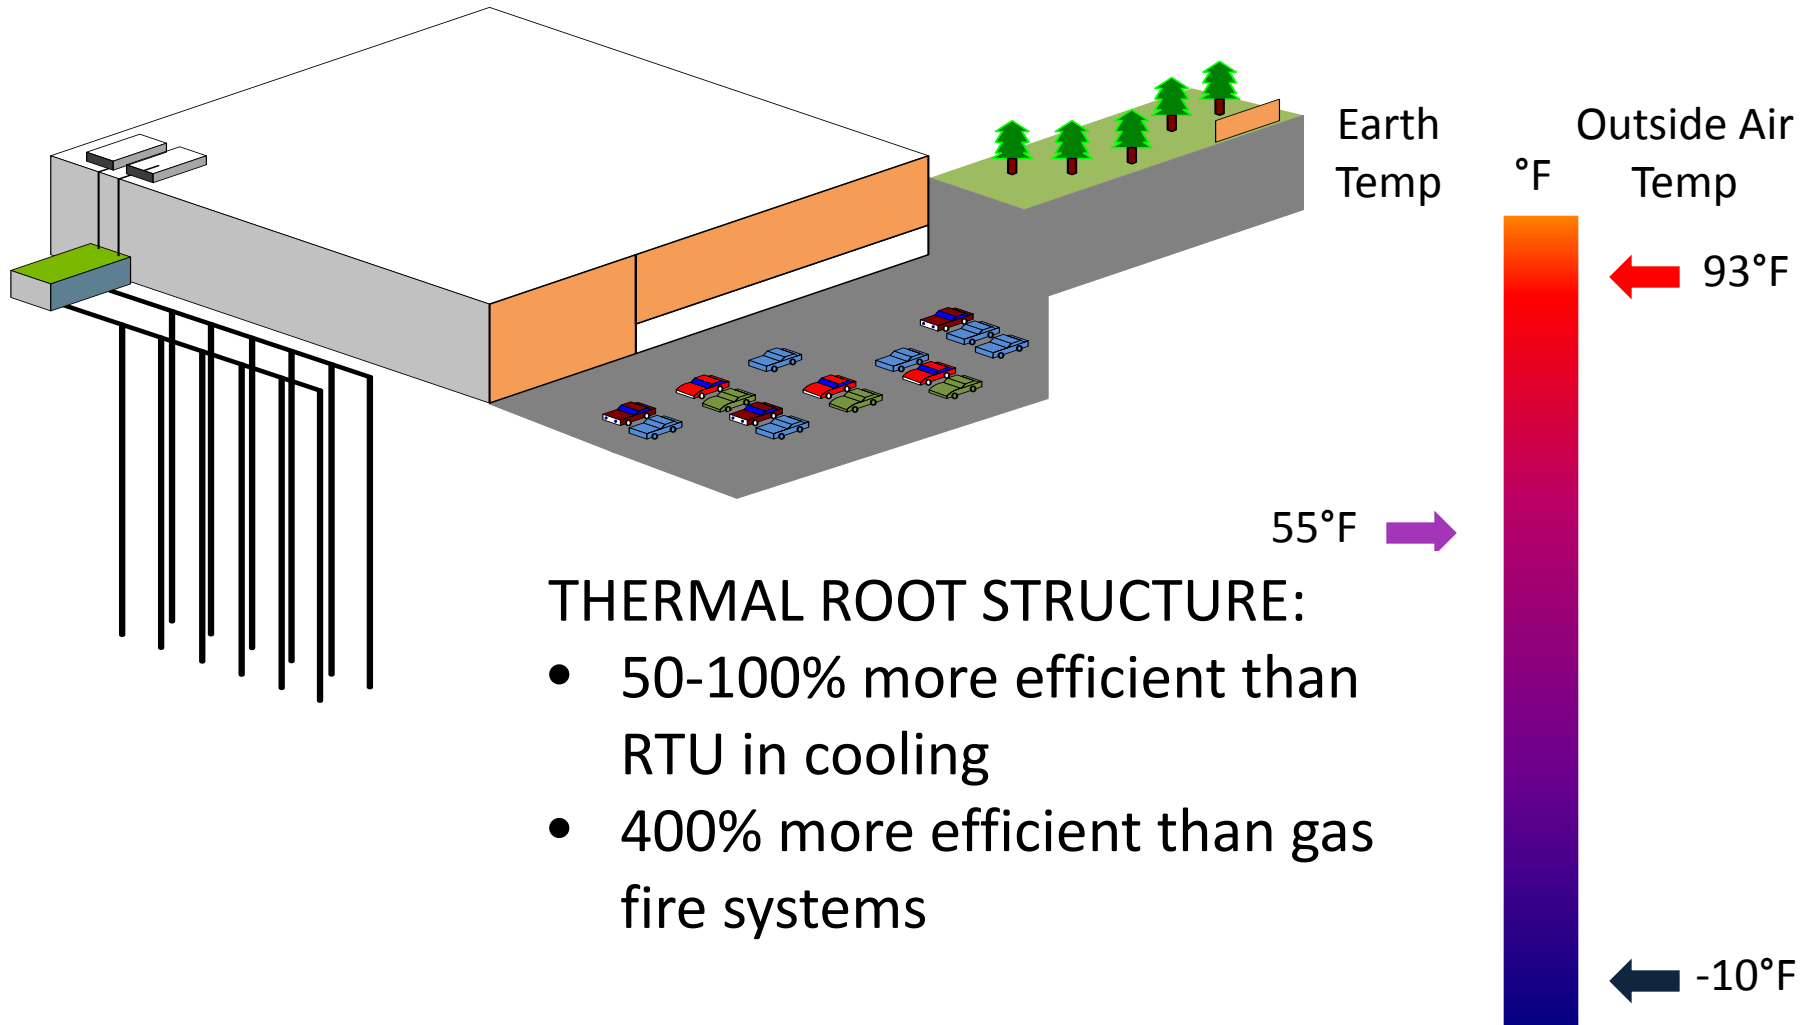 Earth
Temp
°F
Outside Air
Temp
93°F
55°F
THERMAL ROOT STRUCTURE:
• 50-100% more efficient than
RTU in cooling
• 400% more efficient than gas
fire systems
-10°F